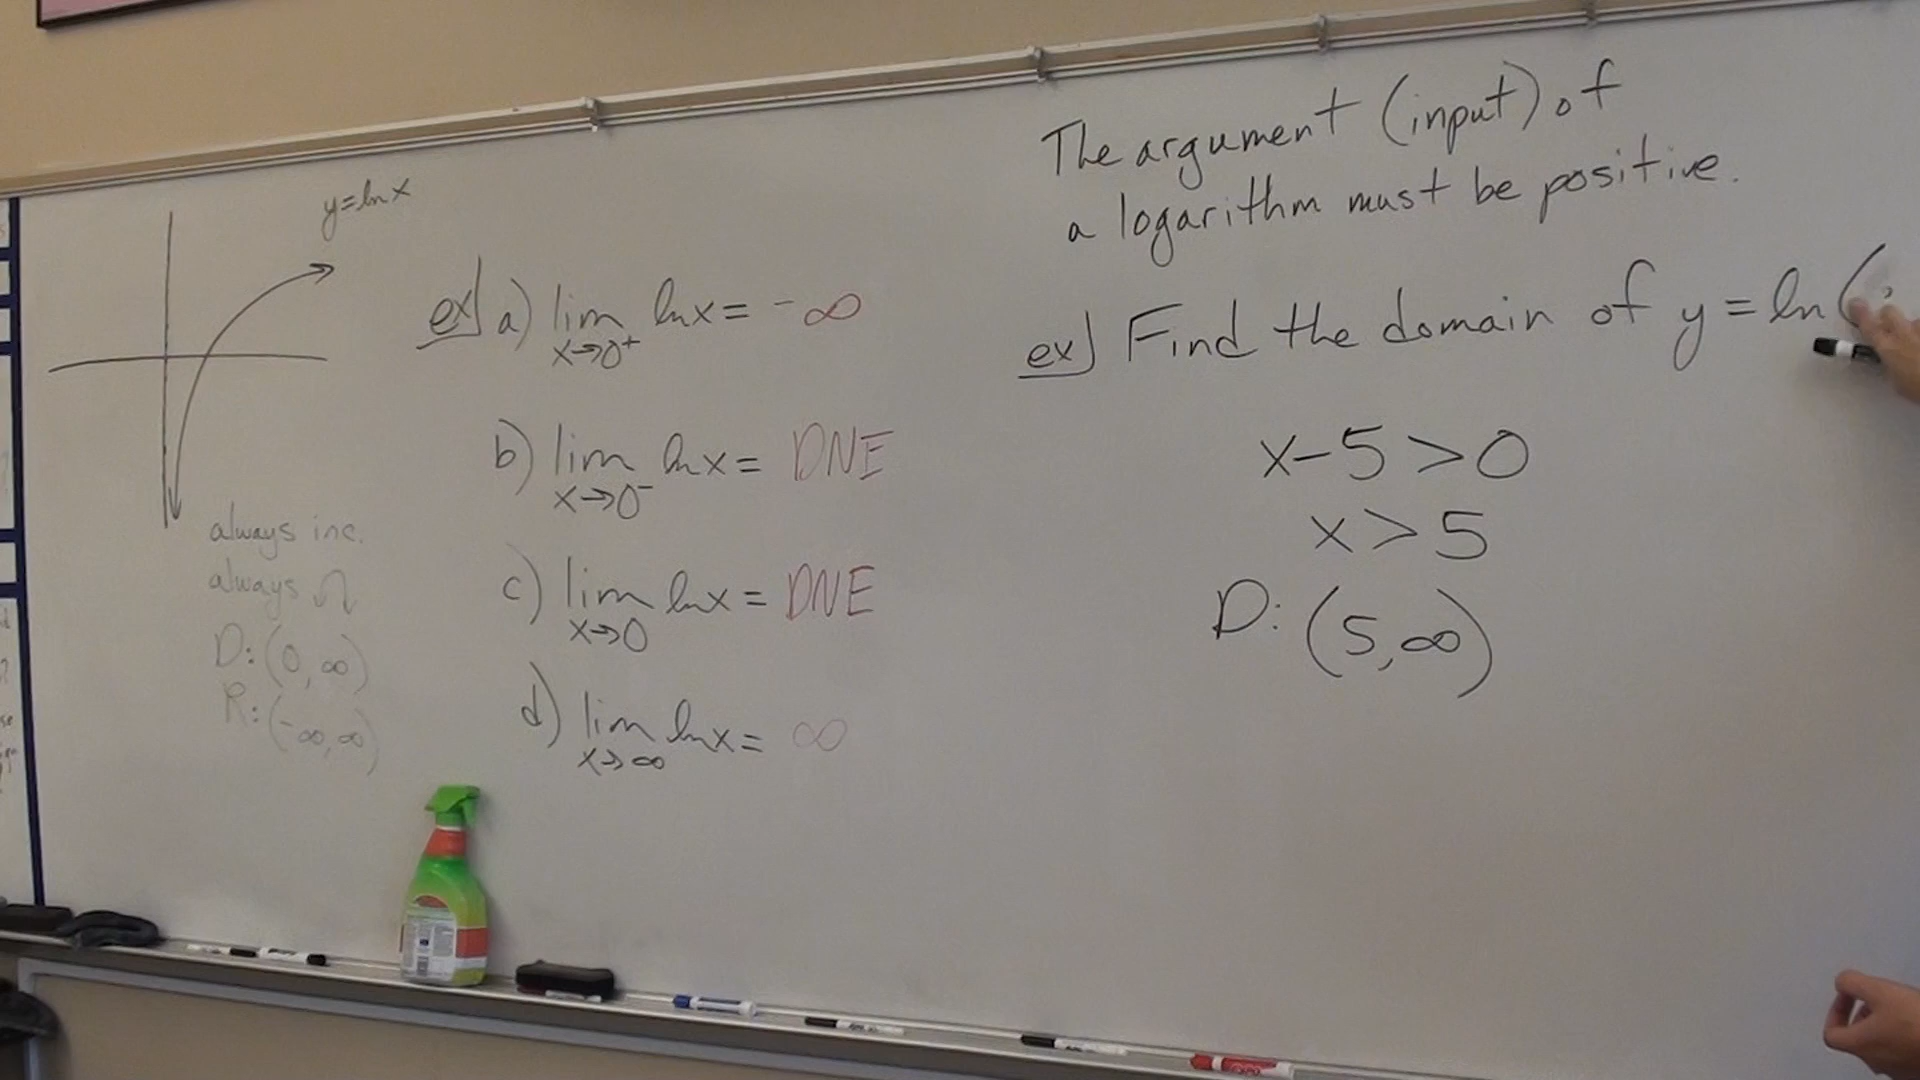 y=ln x
always inc.
always ∩
D: (0, ∞)
R: (-∞, ∞)
ex] a) lim x→0⁺ ln x = -∞
b) lim x→0⁻ ln x = DNE
c) lim x→0 ln x = DNE
d) lim x→∞ ln x = ∞
The argument (input) of
a logarithm must be positive.
ex] Find the domain of y = ln(
x-5>0
x>5
D: (5,∞)